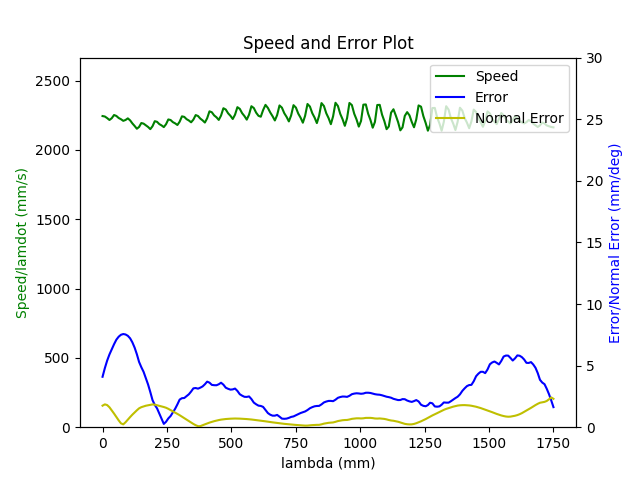 Speed and Error Plot
Speed
Error
Normal Error
2500
2000
1500
1000
500
0
Speed/lamdot (mm/s)
30
25
20
15
10
5
0
Error/Normal Error (mm/deg)
0 250 500 750 1000 1250 1500 1750
lambda (mm)